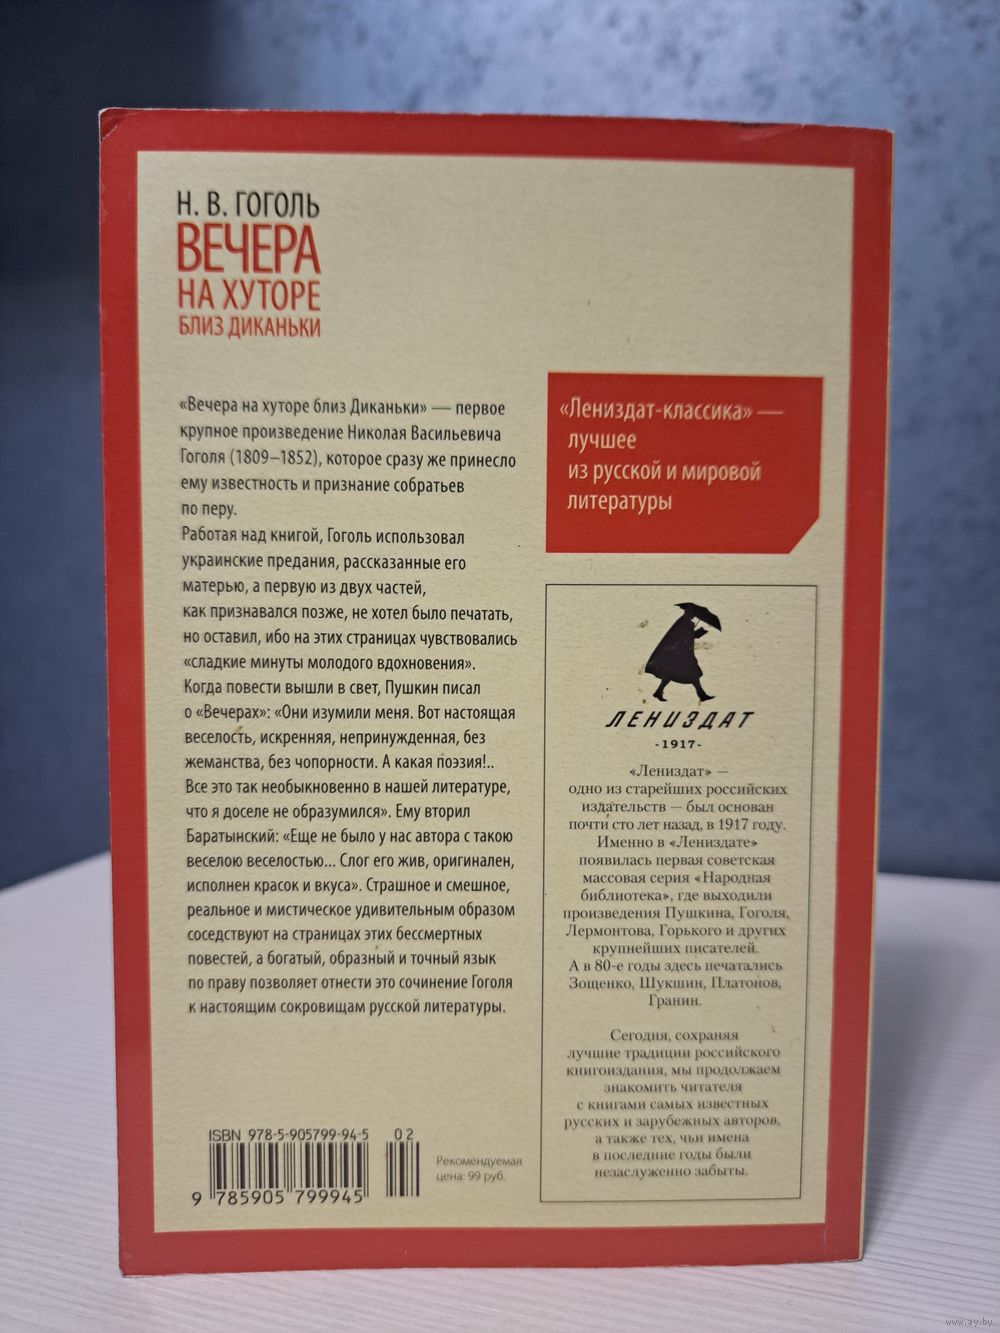 Н. В. ГОГОЛЬ
ВЕЧЕРА
НА ХУТОРЕ
БЛИЗ ДИКАНЬКИ
«Вечера на хуторе близ Диканьки» — первое
крупное произведение Николая Васильевича
Гоголя (1809–1852), которое сразу же принесло
ему известность и признание собратьев
по перу.
Работая над книгой, Гоголь использовал
украинские предания, рассказанные его
матерью, а первую из двух частей,
как признавался позже, не хотел было печатать,
но оставил, ибо на этих страницах чувствовались
«сладкие минуты молодого вдохновения».
Когда повести вышли в свет, Пушкин писал
о «Вечерах»: «Они изумили меня. Вот настоящая
веселость, искренняя, непринужденная, без
жеманства, без чопорности. А какая поэзия!..
Все это так необыкновенно в нашей литературе,
что я доселе не образумился». Ему вторил
Баратынский: «Еще не было у нас автора с такою
веселою веселостью... Слог его жив, оригинален,
исполнен красок и вкуса». Страшное и смешное,
реальное и мистическое удивительным образом
соседствуют на страницах этих бессмертных
повестей, а богатый, образный и точный язык
по праву позволяет отнести это сочинение Гоголя
к настоящим сокровищам русской литературы.
«Лениздат-классика» —
лучшее
из русской и мировой
литературы
ЛЕНИЗДАТ
-1917-
«Лениздат» —
одно из старейших российских
издательств — был основан
почти сто лет назад, в 1917 году.
Именно в «Лениздате»
появилась первая советская
массовая серия «Народная
библиотека», где выходили
произведения Пушкина, Гоголя,
Лермонтова, Горького и других
крупнейших писателей.
А в 80-е годы здесь печатались
Зощенко, Шукшин, Платонов,
Гранин.
Сегодня, сохраняя
лучшие традиции российского
книгоиздания, мы продолжаем
знакомить читателя
с книгами самых известных
русских и зарубежных авторов,
а также тех, чьи имена
в последние годы были
незаслуженно забыты.
ISBN 978-5-905799-94-5 02
9 785905 799945
Рекомендуемая
цена: 99 руб.
www.ay.by